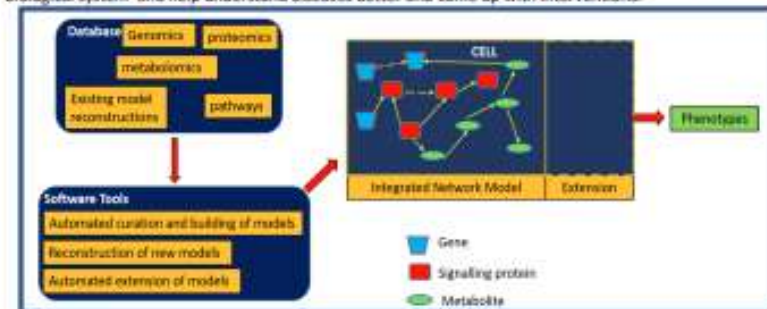 biological system and help understand diseases better and come up with interventions.
Database
Genomics
proteomics
metabolomics
Existing model
reconstructions
pathways
Software Tools
Automated curation and building of models
Reconstruction of new models
Automated extension of models
CELL
Integrated Network Model
Extension
Phenotypes
Gene
Signalling protein
Metabolite